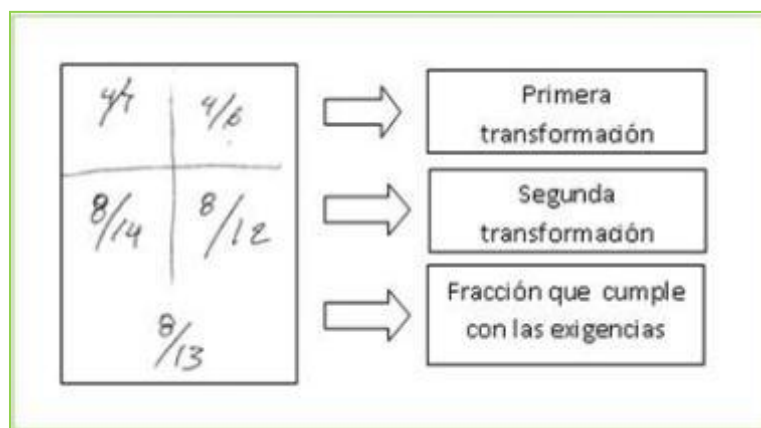 4/7 4/6
Primera
transformación
8/14 8/12
Segunda
transformación
Fracción que cumple
con las exigencias
8/13